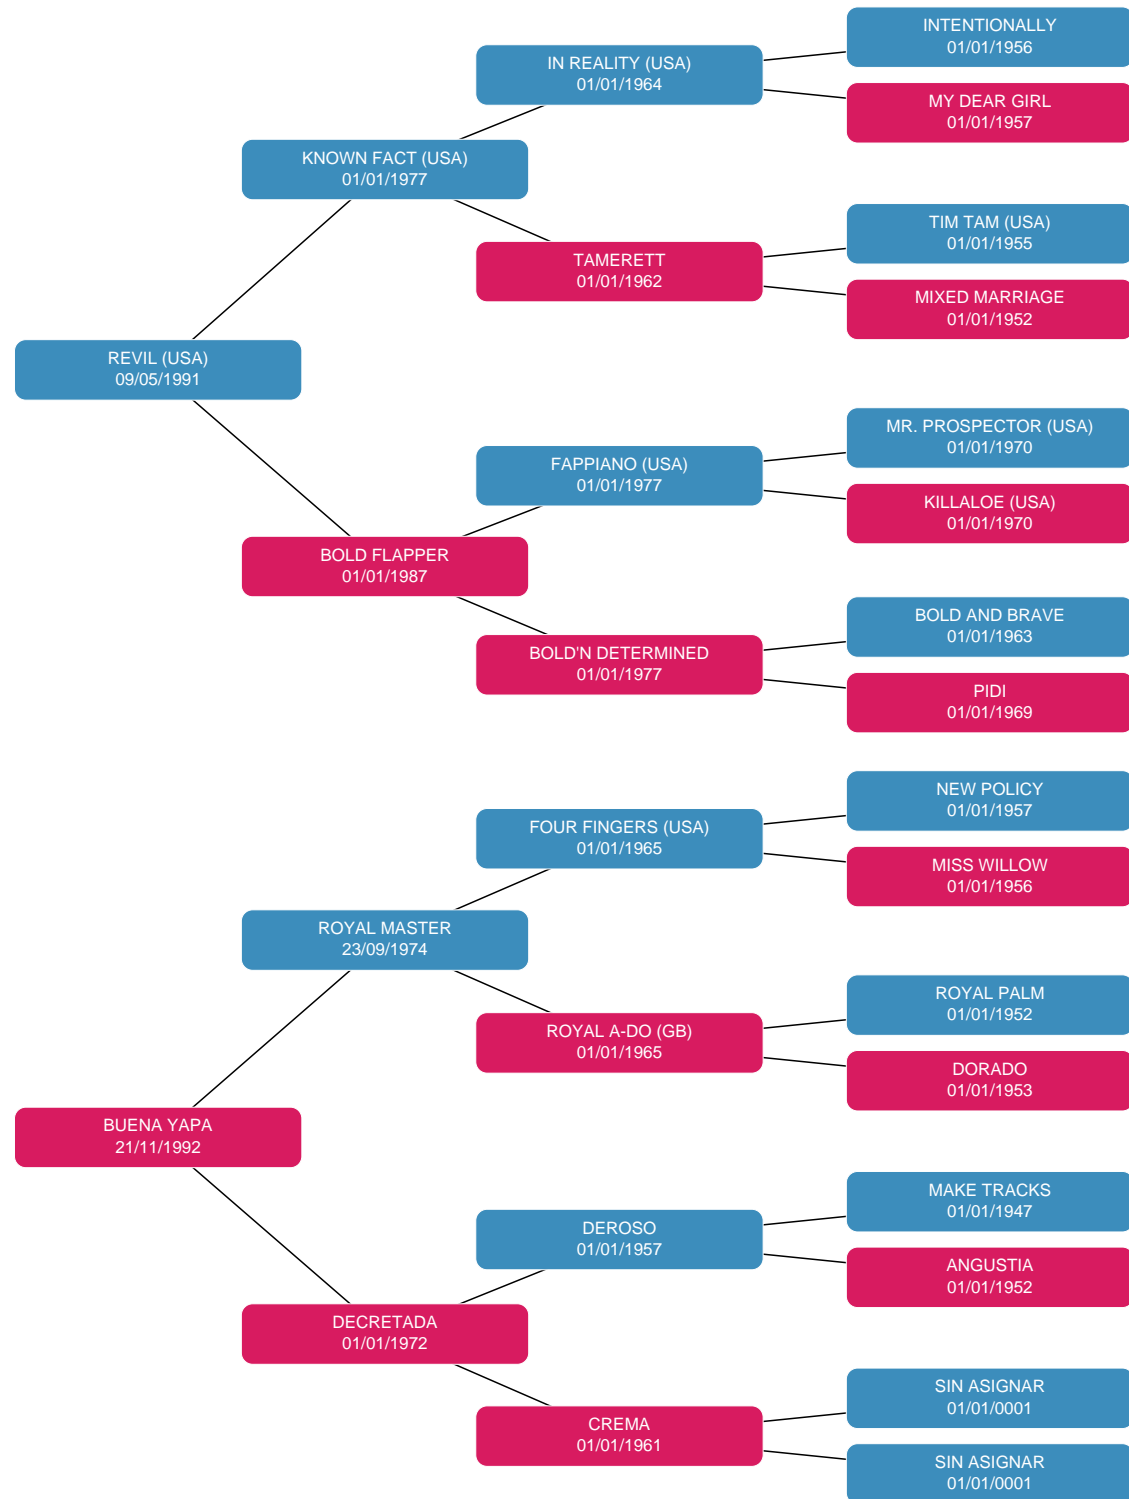 INTENTIONALLY
01/01/1956
IN REALITY (USA)
01/01/1964
MY DEAR GIRL
01/01/1957
KNOWN FACT (USA)
01/01/1977
TIM TAM (USA)
01/01/1955
TAMERETT
01/01/1962
MIXED MARRIAGE
01/01/1952
REVIL (USA)
09/05/1991
MR. PROSPECTOR (USA)
01/01/1970
FAPPIANO (USA)
01/01/1977
KILLALOE (USA)
01/01/1970
BOLD FLAPPER
01/01/1987
BOLD AND BRAVE
01/01/1963
BOLD'N DETERMINED
01/01/1977
PIDI
01/01/1969
NEW POLICY
01/01/1957
FOUR FINGERS (USA)
01/01/1965
MISS WILLOW
01/01/1956
ROYAL MASTER
23/09/1974
ROYAL PALM
01/01/1952
ROYAL A-DO (GB)
01/01/1965
DORADO
01/01/1953
BUENA YAPA
21/11/1992
MAKE TRACKS
01/01/1947
DEROSO
01/01/1957
ANGUSTIA
01/01/1952
DECRETADA
01/01/1972
SIN ASIGNAR
01/01/0001
CREMA
01/01/1961
SIN ASIGNAR
01/01/0001